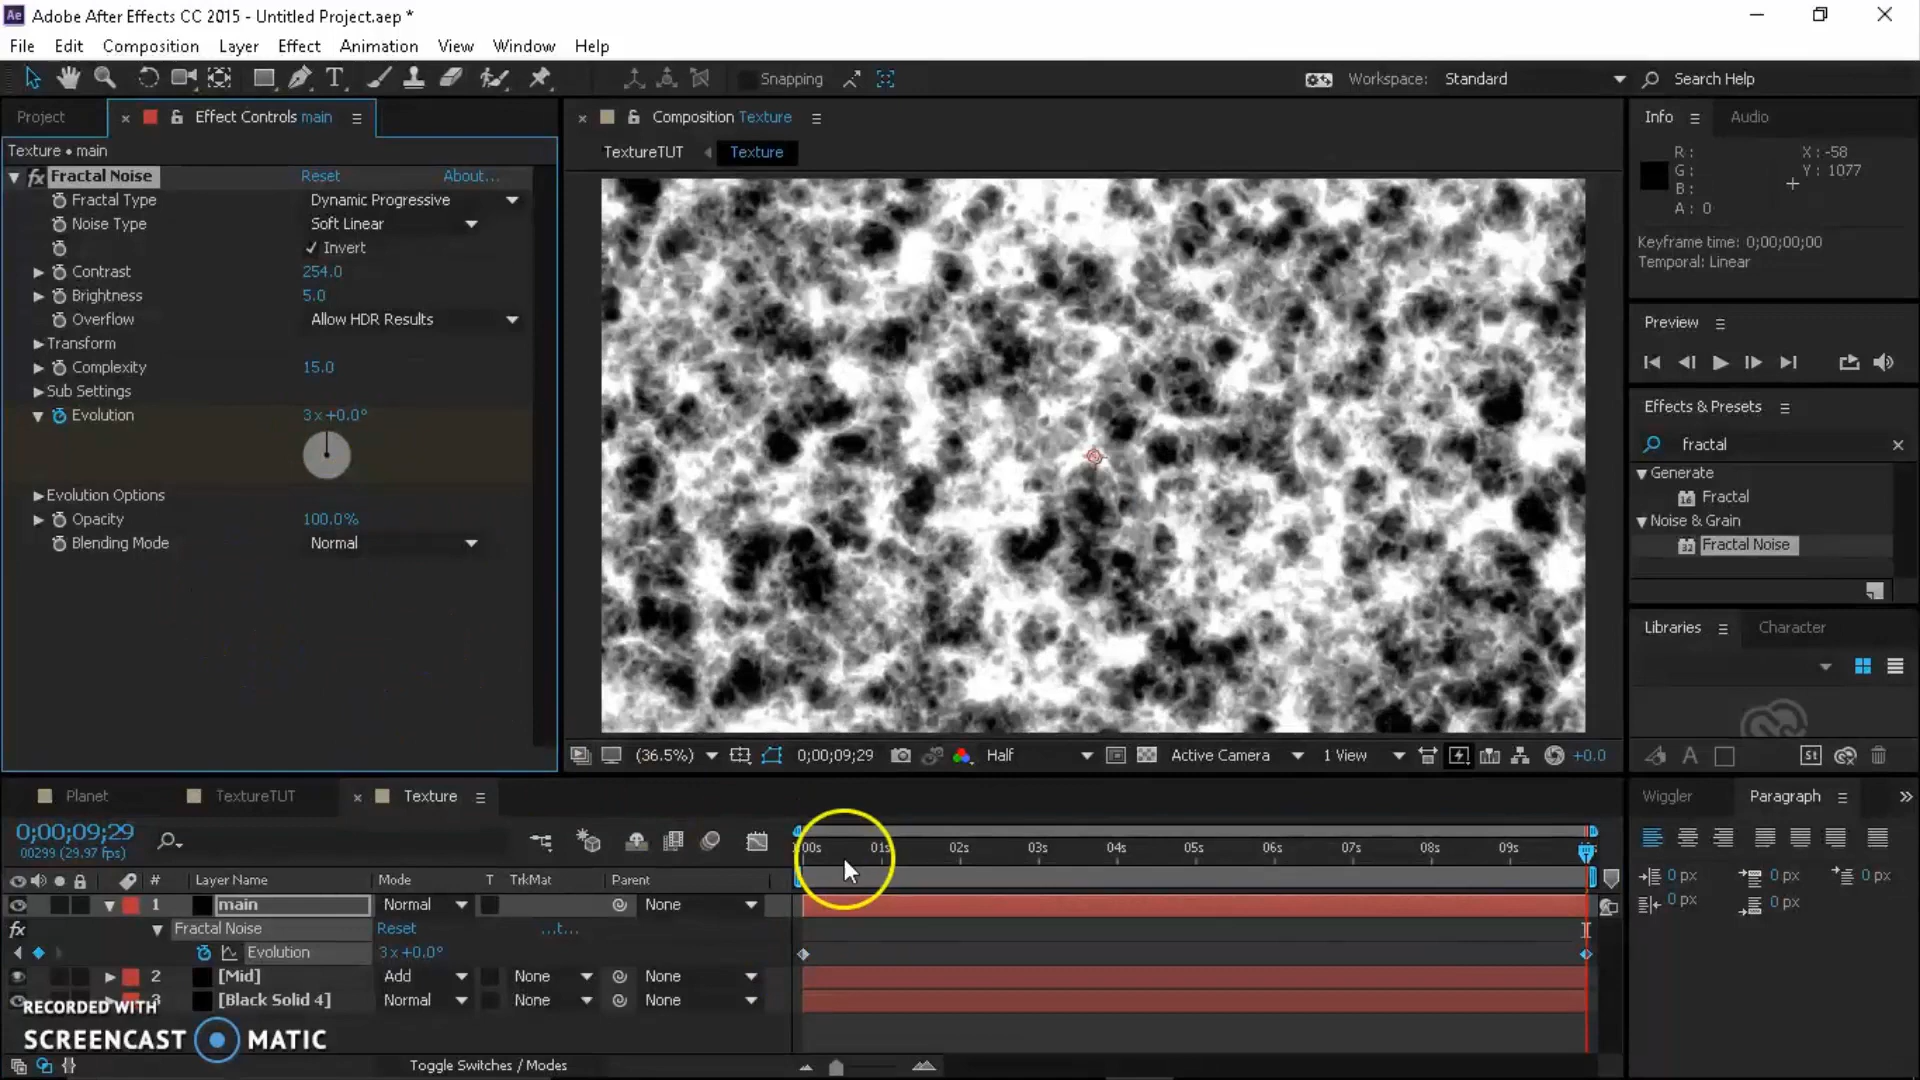 Ae Adobe After Effects CC 2015 - Untitled Project.aep *
File Edit Composition Layer Effect Animation View Window Help
Snapping Workspace: Standard Search Help
Project Effect Controls main
Texture • main
Fractal Noise Reset About...
Fractal Type Dynamic Progressive
Noise Type Soft Linear
Invert
Contrast 254.0
Brightness 5.0
Overflow Allow HDR Results
Transform
Complexity 15.0
Sub Settings
Evolution 3x+0.0°
Evolution Options
Opacity 100.0%
Blending Mode Normal
Composition Texture
TextureTUT Texture
(36.5%) 0;00;09;29 Half Active Camera 1 View +0.0
Info Audio
R: X: -58
G: Y: 1077
B:
A: 0
Keyframe time: 0;00;00;00
Temporal: Linear
Preview
Effects & Presets
fractal
Generate
16 Fractal
Noise & Grain
32 Fractal Noise
Libraries Character
A St
Wiggler Paragraph
0 px 0 px 0 px
0 px 0 px
Planet TextureTUT Texture
0;00;09;29
00299 (29.97 fps)
:00s 01s 02s 03s 04s 05s 06s 07s 08s 09s
# Layer Name Mode T TrkMat Parent
1 main Normal None
fx Fractal Noise Reset ...t...
Evolution 3x+0.0°
2 [Mid] Add None None
3 [Black Solid 4] Normal None None
RECORDED WITH
SCREENCAST MATIC
Toggle Switches / Modes